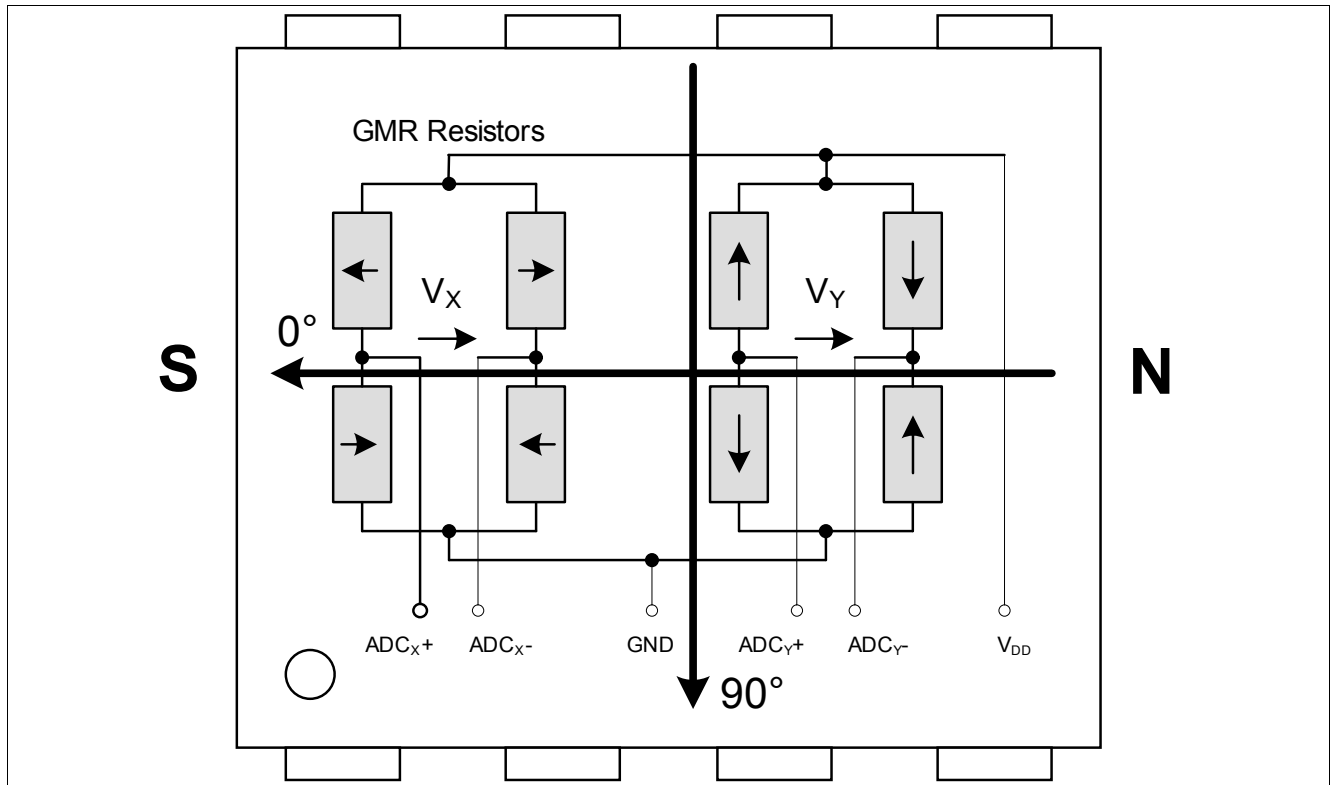 GMR Resistors
V_X
V_Y
0°
S
N
ADC_X+
ADC_X-
GND
ADC_Y+
ADC_Y-
V_DD
90°